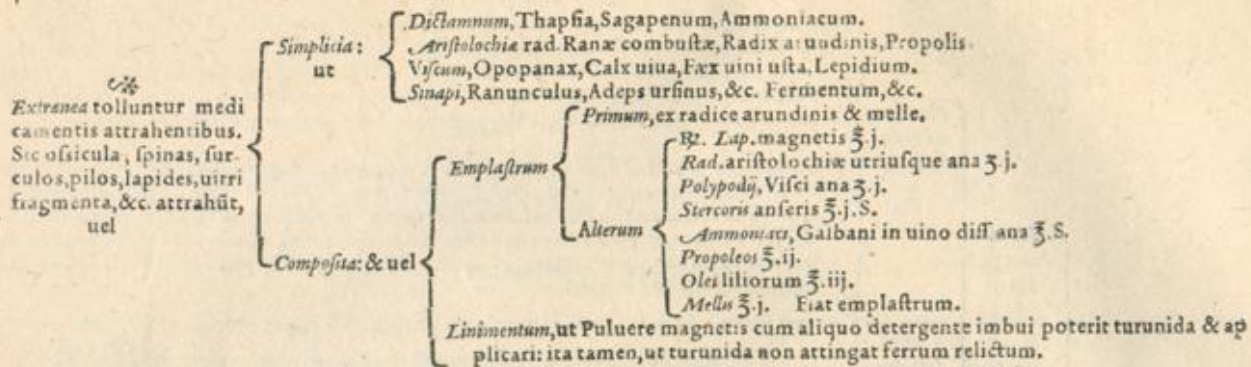 Extranea tolluntur medi
camentis attrahentibus.
Sic oſsicula, ſpinas, ſur-
culos, pilos, lapides, uitri
fragmenta, &c. attrahūt,
uel
Simplicia:
ut
Dictamnum, Thapſia, Sagapenum, Ammoniacum.
Ariſtolochiæ rad. Ranæ combuſtæ, Radix arundinis, Propolis
Viſcum, Opopanax, Calx uiua, Fæx uini uſta, Lepidium.
Sinapi, Ranunculus, Adeps urſinus, &c. Fermentum, &c.
Compoſita: & uel
Emplaſtrum
Primum, ex radice arundinis & melle.
Alterum
℞. Lap. magnetis ℥.j.
Rad. ariſtolochiæ utriuſque ana ʒ.j.
Polypodij, Viſci ana ʒ.j.
Stercoris anſeris ℥.j.S.
Ammoniaci, Galbani in uino diſſ ana ℥.S.
Propoleos ℥.ij.
Olei liliorum ℥.iij.
Mellis ℥.j. Fiat emplaſtrum.
Linimentum, ut Puluere magnetis cum aliquo detergente imbui poterit turunida & ap
plicari: ita tamen, ut turunida non attingat ferrum relictum.